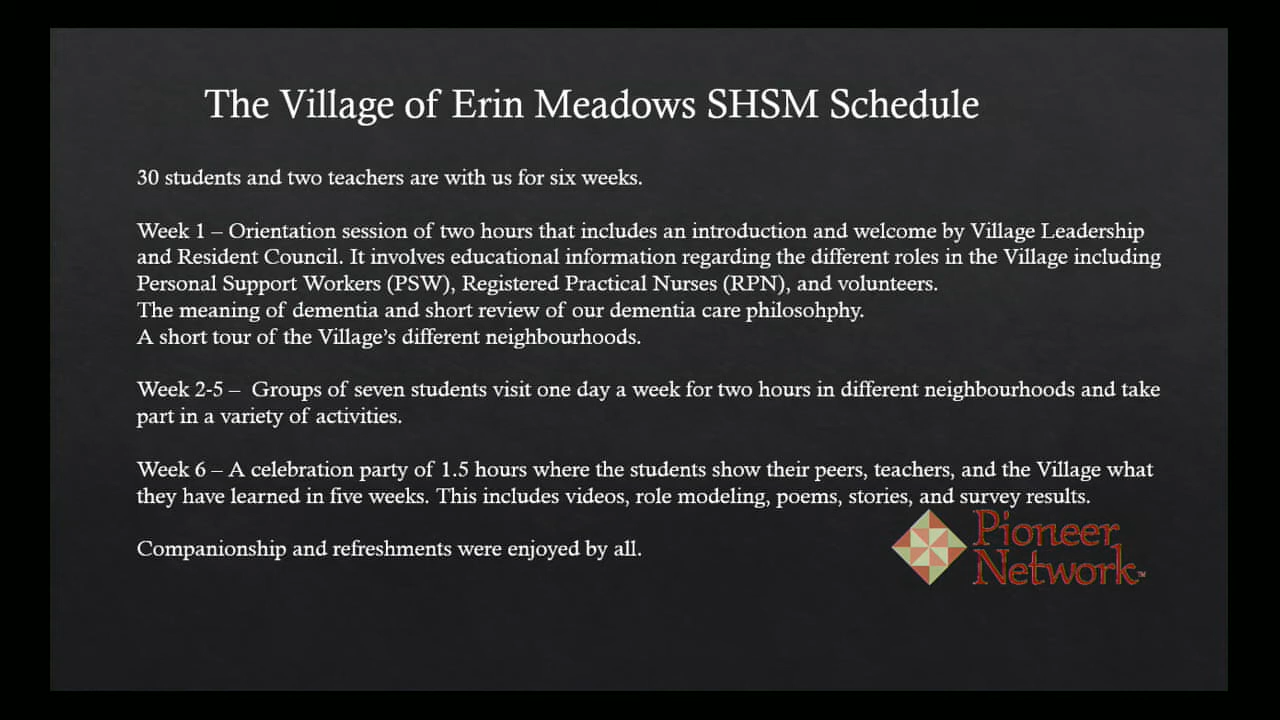 The Village of Erin Meadows SHSM Schedule
30 students and two teachers are with us for six weeks.
Week 1 – Orientation session of two hours that includes an introduction and welcome by Village Leadership
and Resident Council. It involves educational information regarding the different roles in the Village including
Personal Support Workers (PSW), Registered Practical Nurses (RPN), and volunteers.
The meaning of dementia and short review of our dementia care philosohphy.
A short tour of the Village’s different neighbourhoods.
Week 2-5 – Groups of seven students visit one day a week for two hours in different neighbourhoods and take
part in a variety of activities.
Week 6 – A celebration party of 1.5 hours where the students show their peers, teachers, and the Village what
they have learned in five weeks. This includes videos, role modeling, poems, stories, and survey results.
Companionship and refreshments were enjoyed by all.
Pioneer
Network™